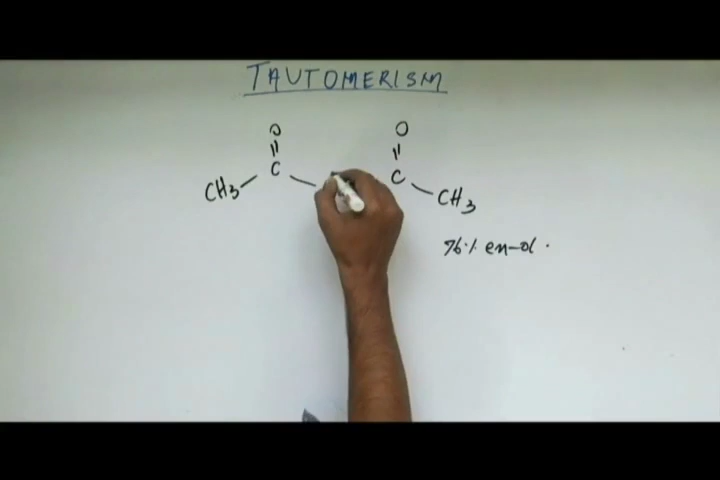 TAUTOMERISM
O O
C C
CH3 CH3
76% en-ol.